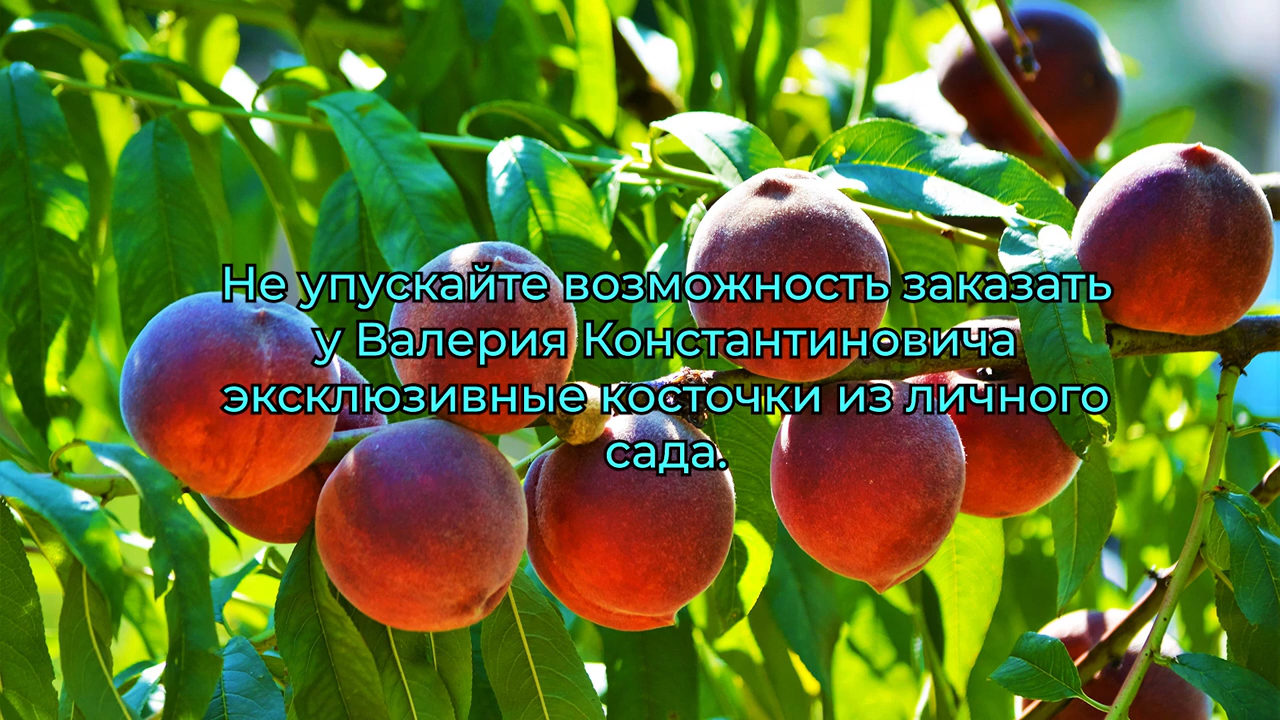 Не упускайте возможность заказать
у Валерия Константиновича
эксклюзивные косточки из личного
сада.